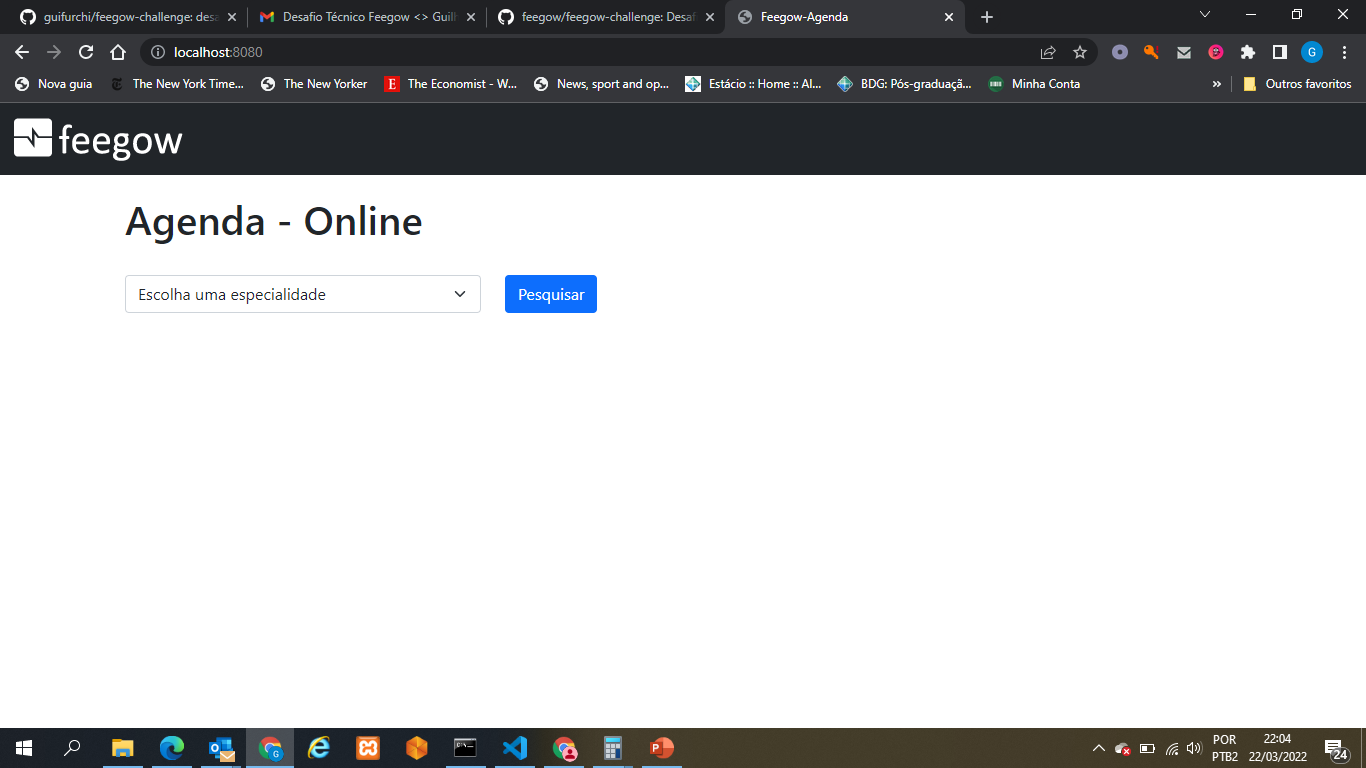 guifurchi/feegow-challenge: desa
Desafio Técnico Feegow <> Guilh
feegow/feegow-challenge: Desaf
Feegow-Agenda
localhost:8080
G
Nova guia
The New York Time...
The New Yorker
The Economist - W...
News, sport and op...
Estácio :: Home :: Al...
BDG: Pós-graduaçã...
Minha Conta
»
Outros favoritos
feegow
Agenda - Online
Escolha uma especialidade
Pesquisar
POR
PTB2
22:04
22/03/2022
24